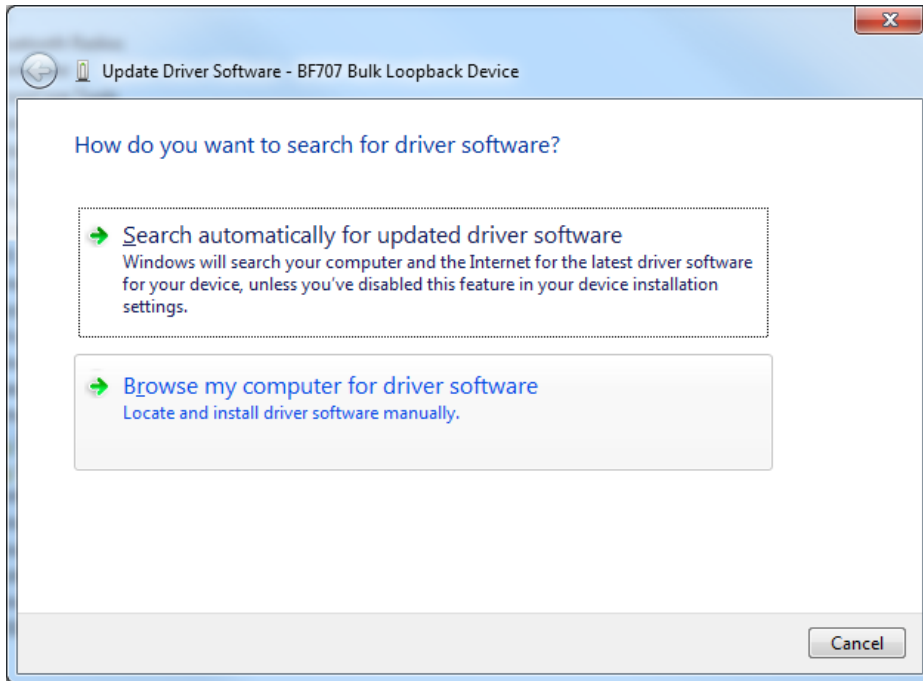 Update Driver Software - BF707 Bulk Loopback Device
How do you want to search for driver software?
Search automatically for updated driver software
Windows will search your computer and the Internet for the latest driver software
for your device, unless you've disabled this feature in your device installation
settings.
Browse my computer for driver software
Locate and install driver software manually.
Cancel